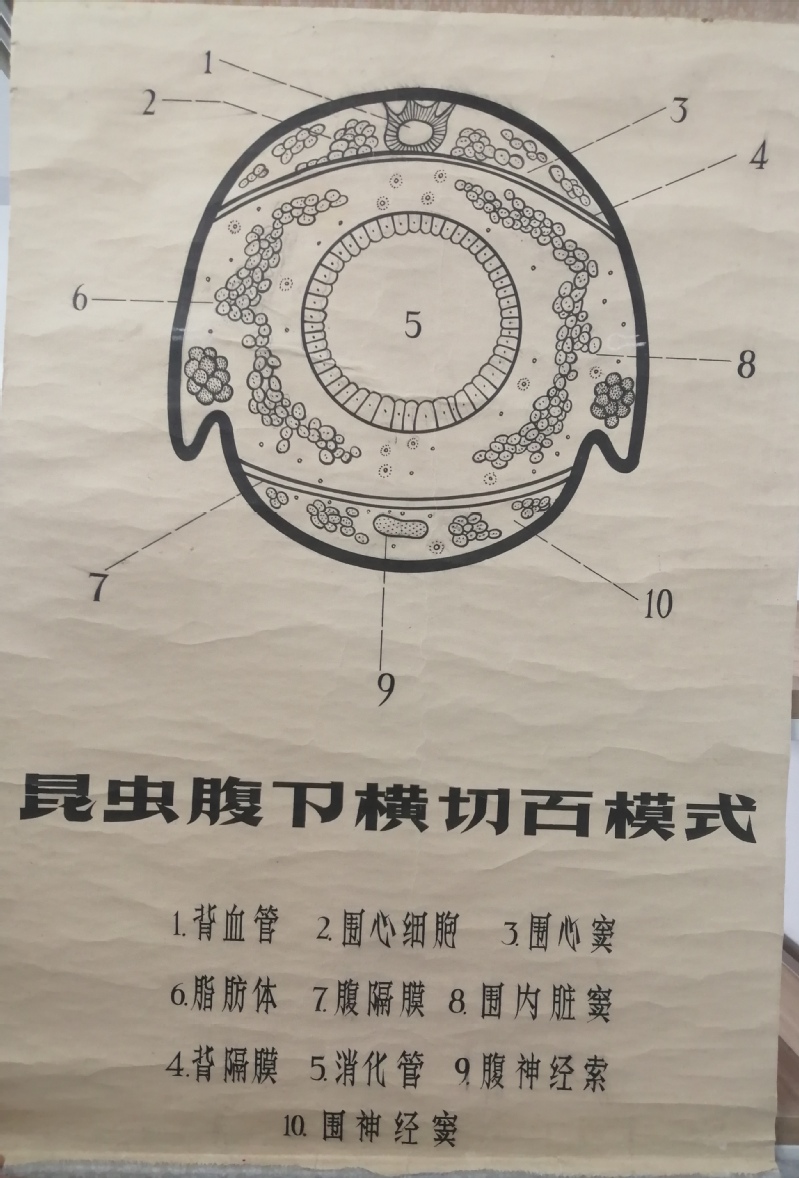 1
2
3
4
5
6
7
8
9
10
昆虫腹卩横切百模式
1.背血管 2.围心细胞 3.围心窦
6.脂肪体 7.腹隔膜 8.围内脏窦
4.背隔膜 5.消化管 9.腹神经索
10.围神经窦